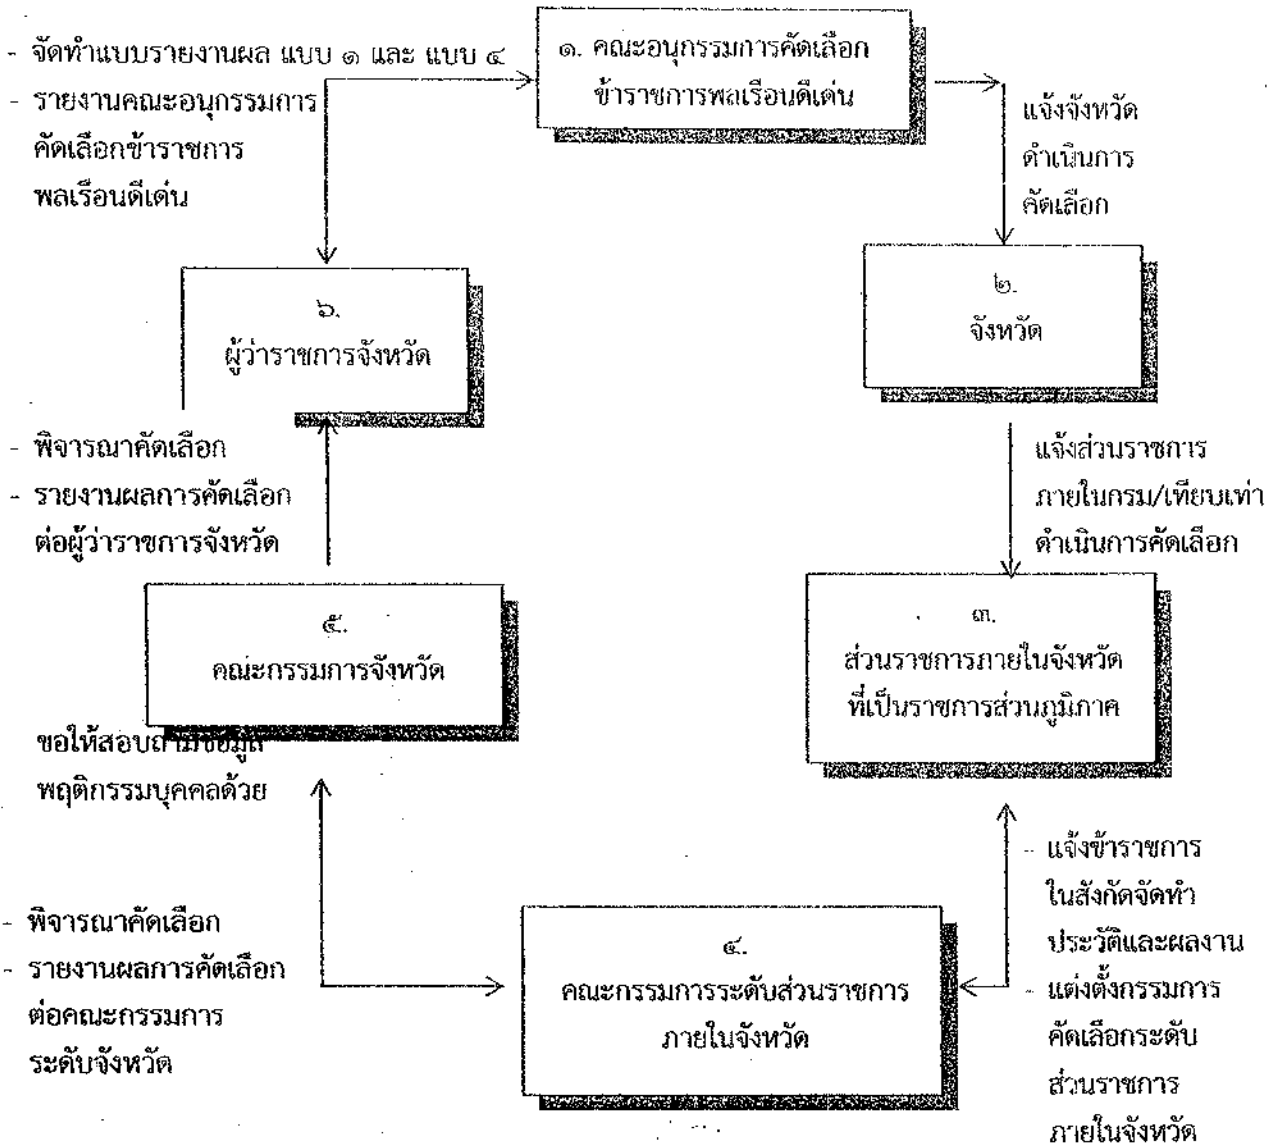 - จัดทำแบบรายงานผล แบบ ๑ และ แบบ ๔
- รายงานคณะอนุกรรมการ
คัดเลือกข้าราชการ
พลเรือนดีเด่น
๑. คณะอนุกรรมการคัดเลือก
ข้าราชการพลเรือนดีเด่น
แจ้งจังหวัด
ดำเนินการ
คัดเลือก
๒.
จังหวัด
แจ้งส่วนราชการ
ภายในกรม/เทียบเท่า
ดำเนินการคัดเลือก
๓.
ส่วนราชการภายในจังหวัด
ที่เป็นราชการส่วนภูมิภาค
- แจ้งข้าราชการ
ในสังกัดจัดทำ
ประวัติและผลงาน
- แต่งตั้งกรรมการ
คัดเลือกระดับ
ส่วนราชการ
ภายในจังหวัด
๔.
คณะกรรมการระดับส่วนราชการ
ภายในจังหวัด
- พิจารณาคัดเลือก
- รายงานผลการคัดเลือก
ต่อคณะกรรมการ
ระดับจังหวัด
๕.
คณะกรรมการจังหวัด
ขอให้สอบถามข้อมูล
พฤติกรรมบุคคลด้วย
- พิจารณาคัดเลือก
- รายงานผลการคัดเลือก
ต่อผู้ว่าราชการจังหวัด
๖.
ผู้ว่าราชการจังหวัด